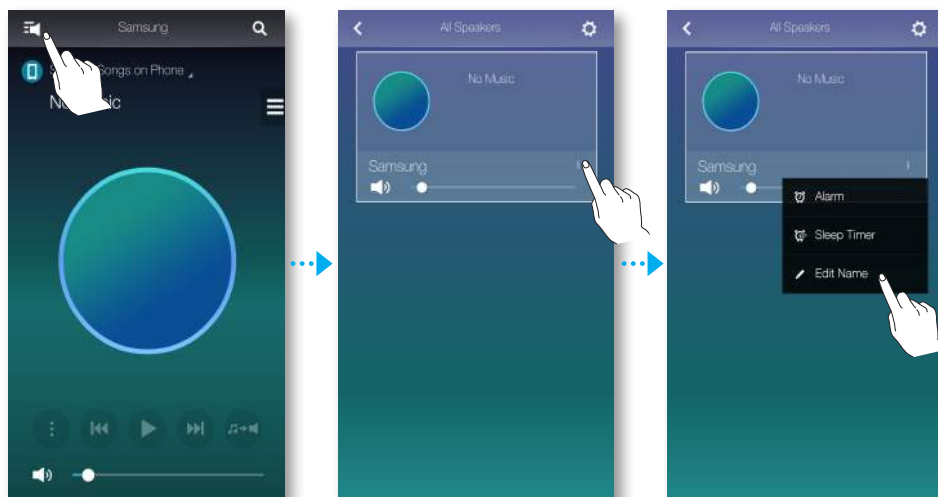 Samsung
Songs on Phone
All Speakers
No Music
Samsung
All Speakers
No Music
Samsung
Alarm
Sleep Timer
Edit Name